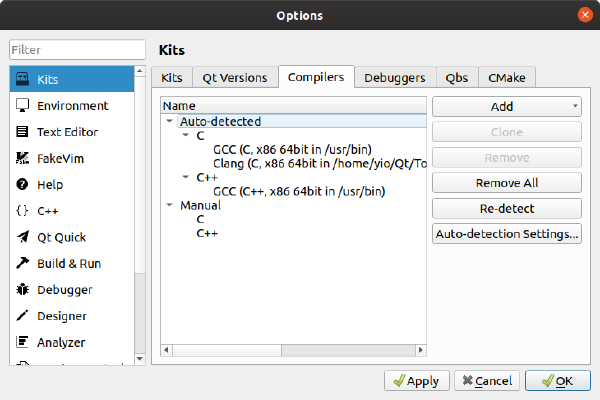 Options
Filter
Kits
Environment
Text Editor
FakeVim
Help
C++
Qt Quick
Build & Run
Debugger
Designer
Analyzer
Kits
Kits Qt Versions Compilers Debuggers Qbs CMake
Name
Auto-detected
C
GCC (C, x86 64bit in /usr/bin)
Clang (C, x86 64bit in /home/yio/Qt/To
C++
GCC (C++, x86 64bit in /usr/bin)
Manual
C
C++
Add
Clone
Remove
Remove All
Re-detect
Auto-detection Settings...
Apply Cancel OK